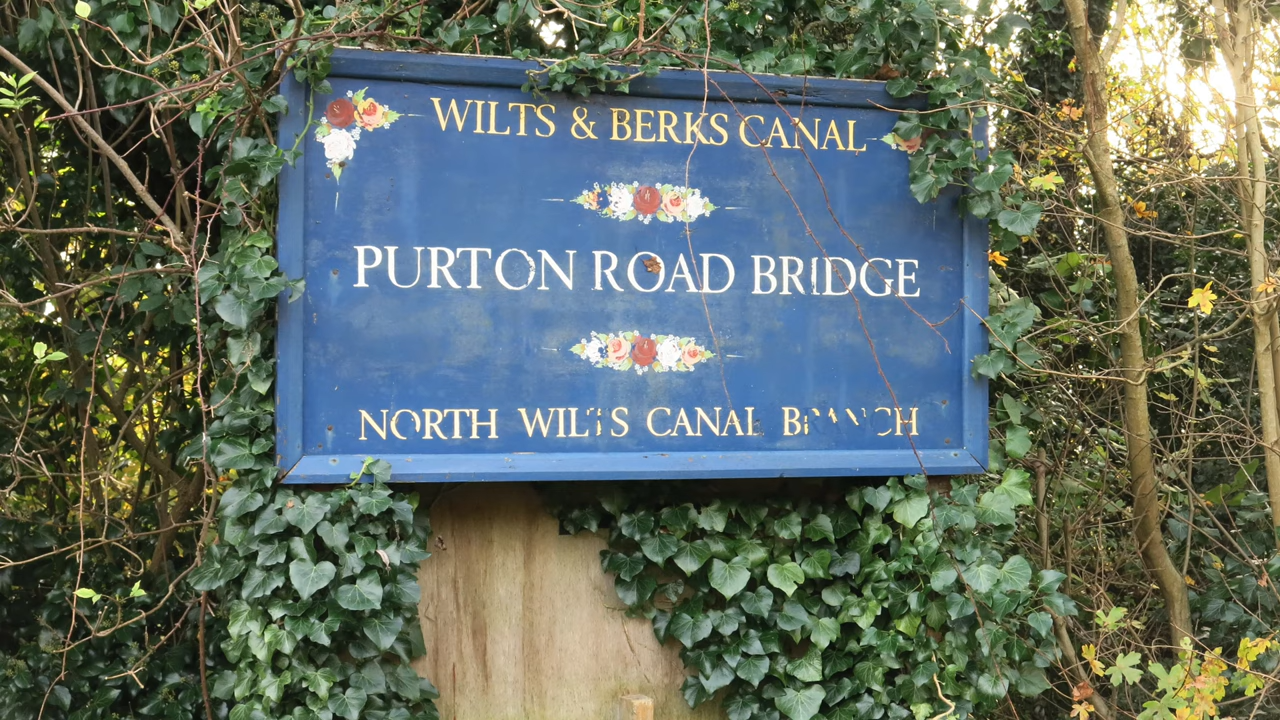 WILTS & BERKS CANAL
PURTON ROAD BRIDGE
NORTH WILTS CANAL BRANCH